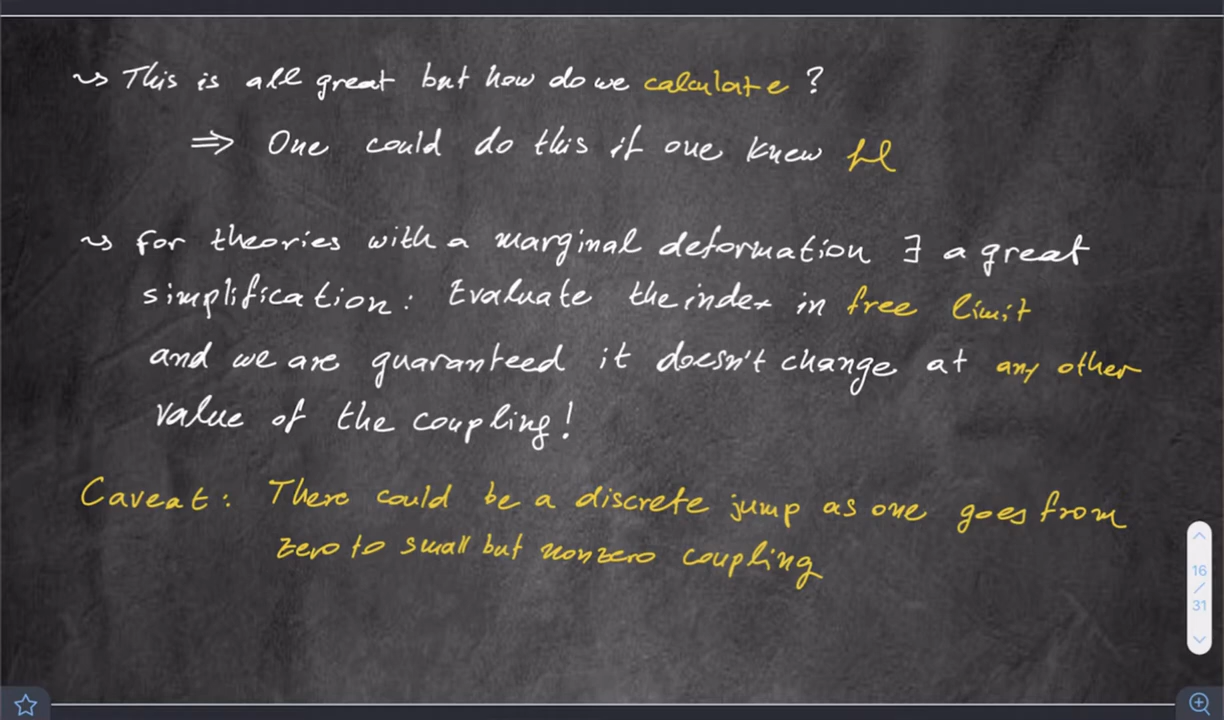 ⇝ This is all great but how do we calculate ?
⇒ One could do this if one knew ℋ
⇝ for theories with a marginal deformation ∃ a great
simplification: Evaluate the index in free limit
and we are guaranteed it doesn't change at any other
value of the coupling!
Caveat: There could be a discrete jump as one goes from
zero to small but nonzero coupling
16
/
31